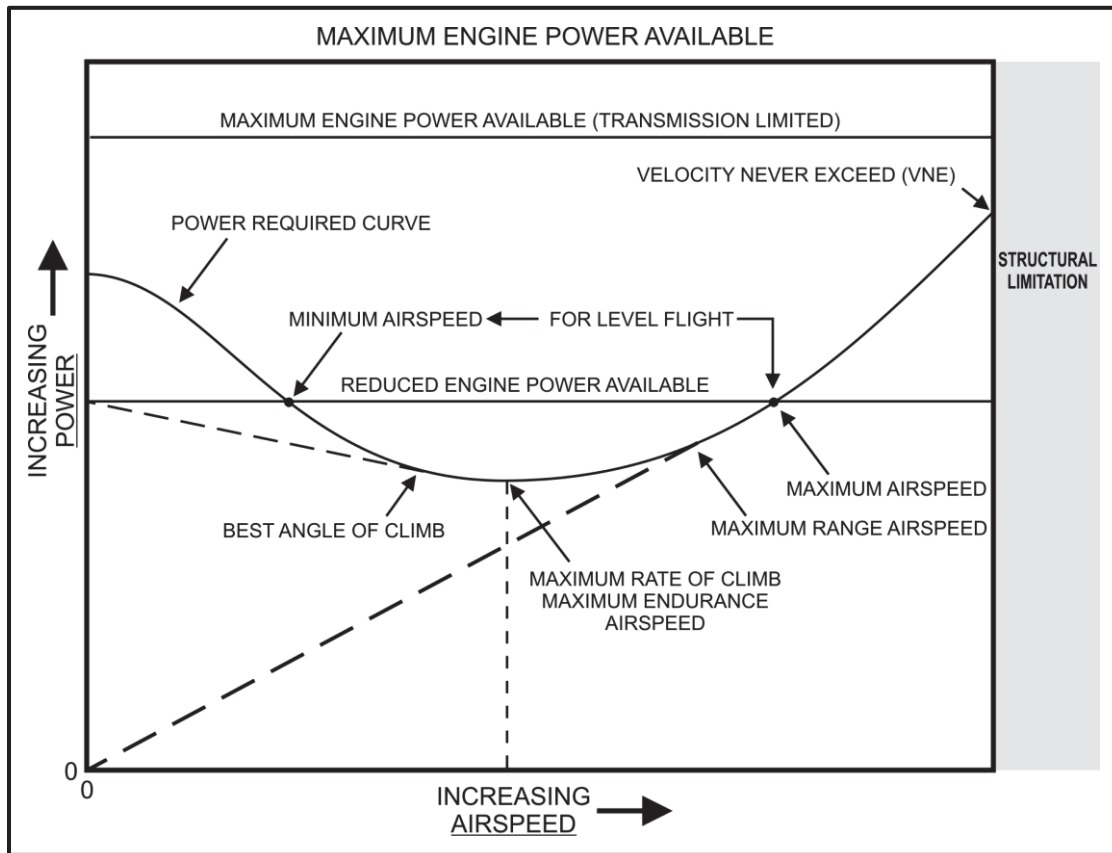 MAXIMUM ENGINE POWER AVAILABLE
MAXIMUM ENGINE POWER AVAILABLE (TRANSMISSION LIMITED)
VELOCITY NEVER EXCEED (VNE)
POWER REQUIRED CURVE
STRUCTURAL
LIMITATION
MINIMUM AIRSPEED
FOR LEVEL FLIGHT
REDUCED ENGINE POWER AVAILABLE
INCREASING
POWER
BEST ANGLE OF CLIMB
MAXIMUM AIRSPEED
MAXIMUM RANGE AIRSPEED
MAXIMUM RATE OF CLIMB
MAXIMUM ENDURANCE
AIRSPEED
0
0
INCREASING
AIRSPEED